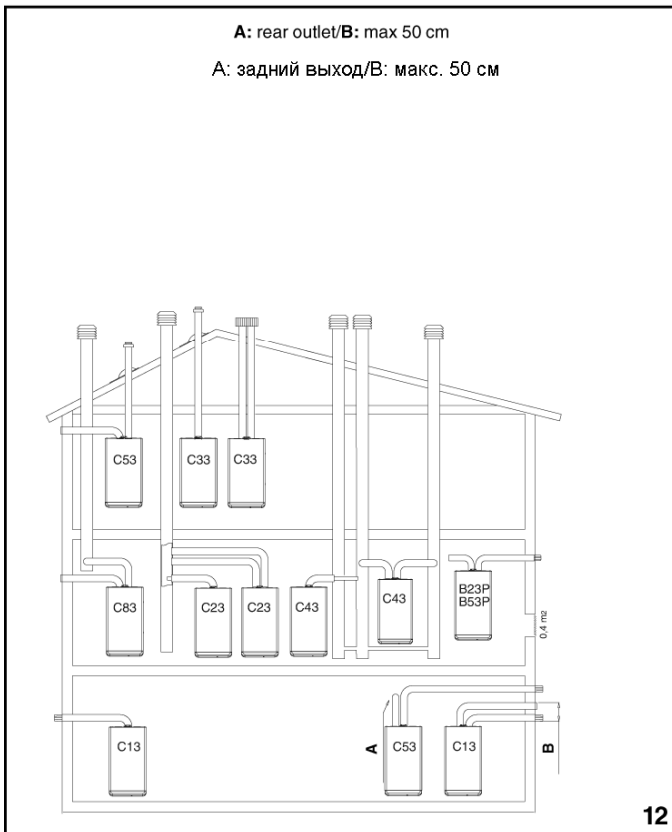 A: rear outlet/B: max 50 cm
A: задний выход/B: макс. 50 см
C53
C33
C33
C83
C23
C23
C43
C43
B23P
B53P
0,4 m2
C13
A
C53
C13
B
12